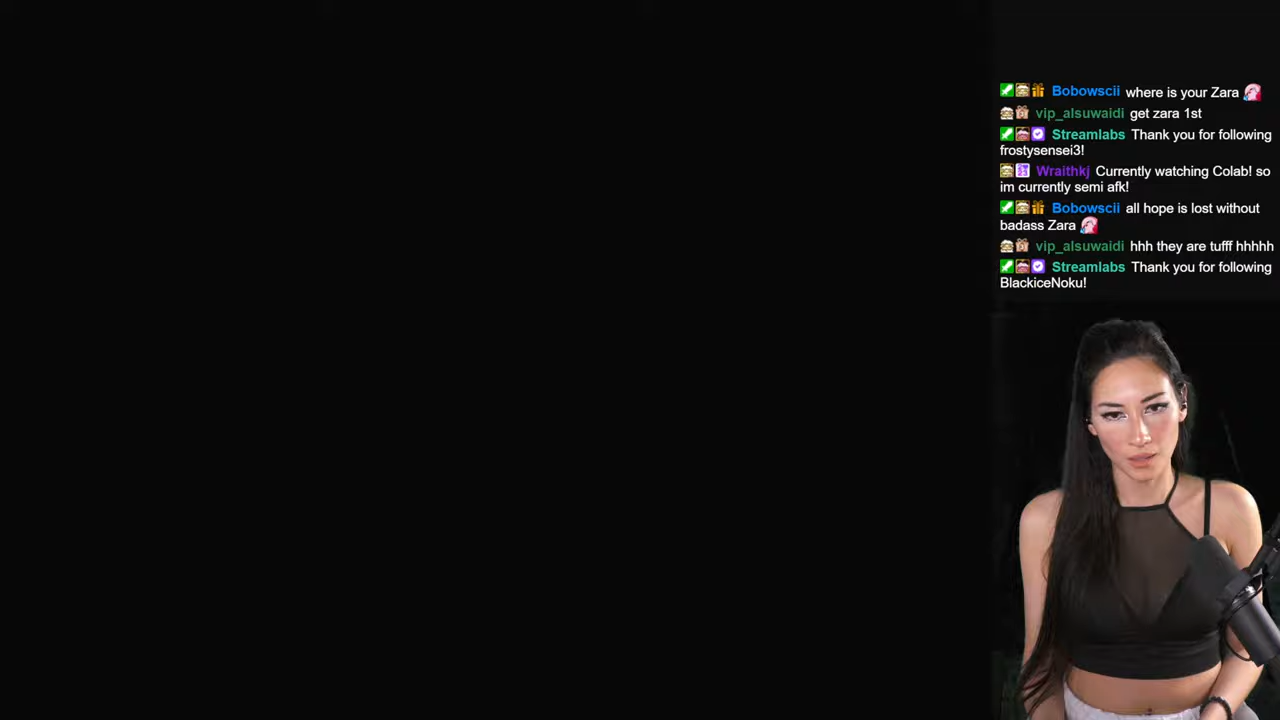 Bobowscii where is your Zara
vip_alsuwaidi get zara 1st
Streamlabs Thank you for following
frostysensei3!
Wraithkj Currently watching Colab! so
im currently semi afk!
Bobowscii all hope is lost without
badass Zara
vip_alsuwaidi hhh they are tufff hhhhh
Streamlabs Thank you for following
BlackiceNoku!